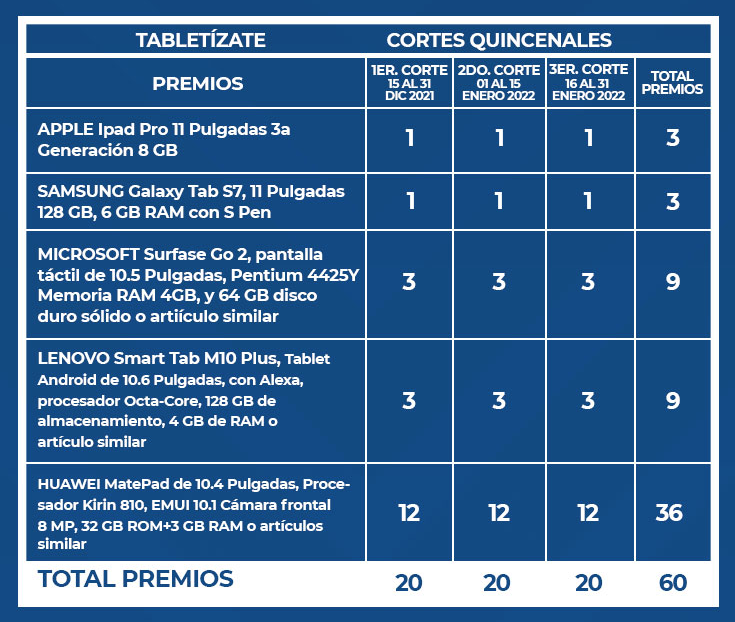 TABLETÍZATE CORTES QUINCENALES
PREMIOS
1ER. CORTE
15 AL 31
DIC 2021
2DO. CORTE
01 AL 15
ENERO 2022
3ER. CORTE
16 AL 31
ENERO 2022
TOTAL
PREMIOS
APPLE Ipad Pro 11 Pulgadas 3a
Generación 8 GB
1 1 1 3
SAMSUNG Galaxy Tab S7, 11 Pulgadas
128 GB, 6 GB RAM con S Pen
1 1 1 3
MICROSOFT Surfase Go 2, pantalla
táctil de 10.5 Pulgadas, Pentium 4425Y
Memoria RAM 4GB, y 64 GB disco
duro sólido o artiículo similar
3 3 3 9
LENOVO Smart Tab M10 Plus, Tablet
Android de 10.6 Pulgadas, con Alexa,
procesador Octa-Core, 128 GB de
almacenamiento, 4 GB de RAM o
artículo similar
3 3 3 9
HUAWEI MatePad de 10.4 Pulgadas, Proce-
sador Kirin 810, EMUI 10.1 Cámara frontal
8 MP, 32 GB ROM+3 GB RAM o artículos
similar
12 12 12 36
TOTAL PREMIOS 20 20 20 60